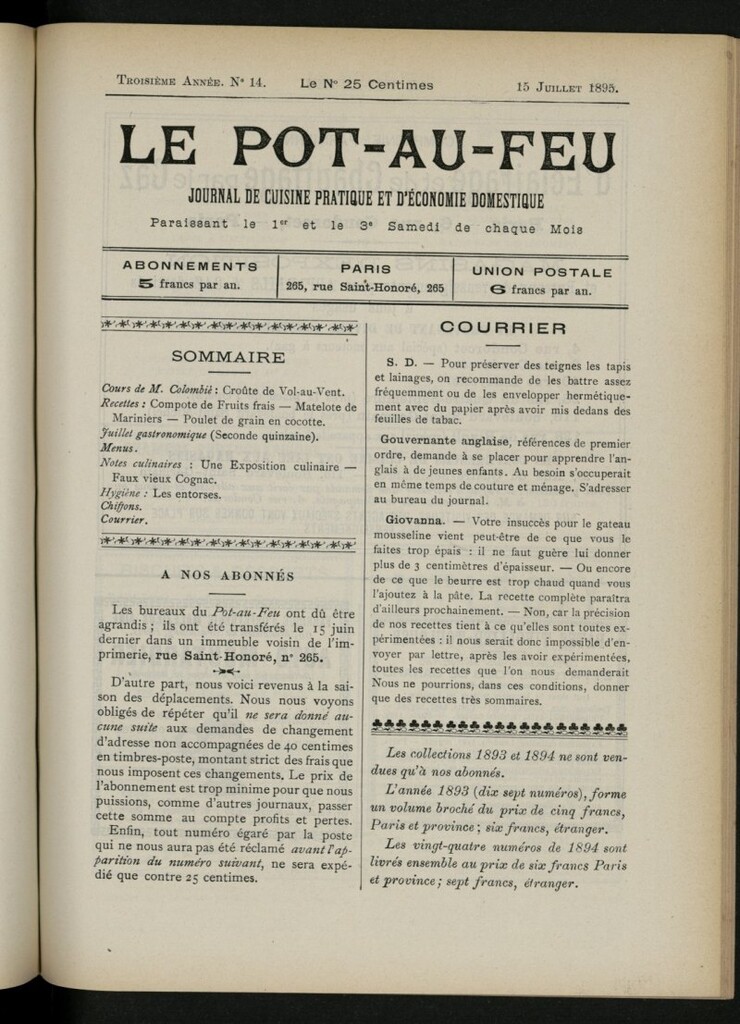 TROISIÈME ANNÉE. N° 14.
Le N° 25 Centimes
15 JUILLET 1895.
LE POT-AU-FEU
JOURNAL DE CUISINE PRATIQUE ET D'ÉCONOMIE DOMESTIQUE
Paraissant le 1er et le 3e Samedi de chaque Mois
ABONNEMENTS
5 francs par an.
PARIS
265, rue Saint-Honoré, 265
UNION POSTALE
6 francs par an.
SOMMAIRE
Cours de M. Colombié : Croûte de Vol-au-Vent.
Recettes : Compote de Fruits frais — Matelote de
Mariniers — Poulet de grain en cocotte.
Juillet gastronomique (Seconde quinzaine).
Menus.
Notes culinaires : Une Exposition culinaire —
Faux vieux Cognac.
Hygiène : Les entorses.
Chiffons.
Courrier.
A NOS ABONNÉS
Les bureaux du Pot-au-Feu ont dû être
agrandis ; ils ont été transférés le 15 juin
dernier dans un immeuble voisin de l'im-
primerie, rue Saint-Honoré, n° 265.
D'autre part, nous voici revenus à la sai-
son des déplacements. Nous nous voyons
obligés de répéter qu'il ne sera donné au-
cune suite aux demandes de changement
d'adresse non accompagnées de 40 centimes
en timbres-poste, montant strict des frais que
nous imposent ces changements. Le prix de
l'abonnement est trop minime pour que nous
puissions, comme d'autres journaux, passer
cette somme au compte profits et pertes.
Enfin, tout numéro égaré par la poste
qui ne nous aura pas été réclamé avant l'ap-
parition du numéro suivant, ne sera expé-
dié que contre 25 centimes.
COURRIER
S. D. — Pour préserver des teignes les tapis
et lainages, on recommande de les battre assez
fréquemment ou de les envelopper hermétique-
ment avec du papier après avoir mis dedans des
feuilles de tabac.
Gouvernante anglaise, références de premier
ordre, demande à se placer pour apprendre l'an-
glais à de jeunes enfants. Au besoin s'occuperait
en même temps de couture et ménage. S'adresser
au bureau du journal.
Giovanna. — Votre insuccès pour le gateau
mousseline vient peut-être de ce que vous le
faites trop épais : il ne faut guère lui donner
plus de 3 centimètres d'épaisseur. — Ou encore
de ce que le beurre est trop chaud quand vous
l'ajoutez à la pâte. La recette complète paraîtra
d'ailleurs prochainement. — Non, car la précision
de nos recettes tient à ce qu'elles sont toutes ex-
périmentées : il nous serait donc impossible d'en-
voyer par lettre, après les avoir expérimentées,
toutes les recettes que l'on nous demanderait
Nous ne pourrions, dans ces conditions, donner
que des recettes très sommaires.
Les collections 1893 et 1894 ne sont ven-
dues qu'à nos abonnés.
L'année 1893 (dix sept numéros), forme
un volume broché du prix de cinq francs,
Paris et province ; six francs, étranger.
Les vingt-quatre numéros de 1894 sont
livrés ensemble au prix de six francs Paris
et province ; sept francs, étranger.